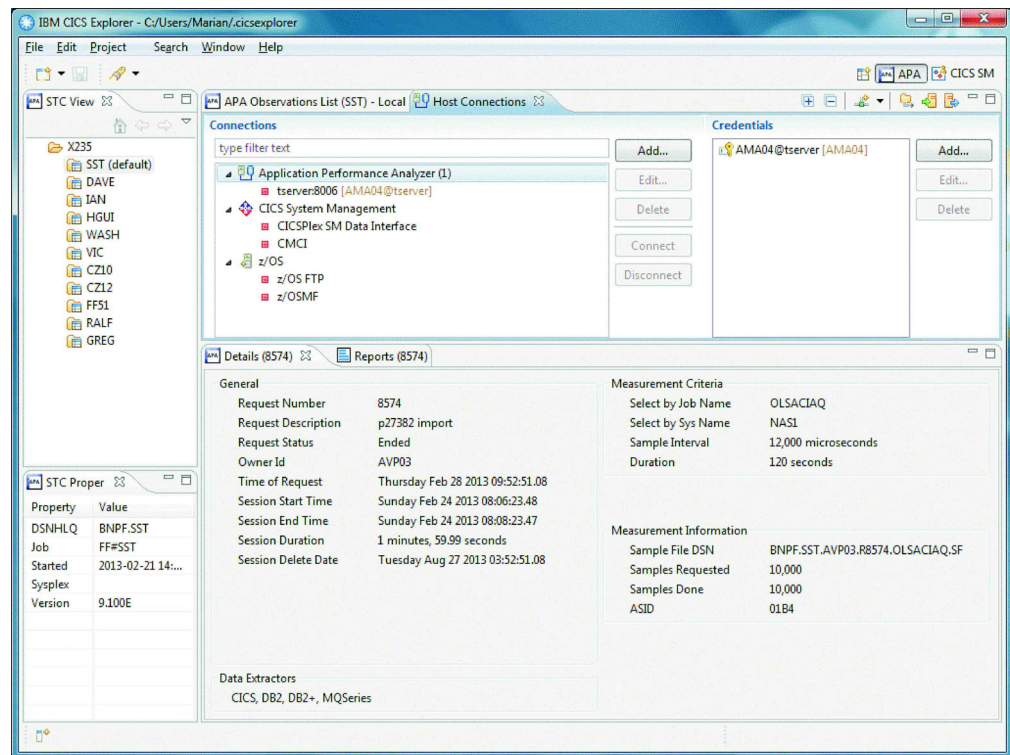 IBM CICS Explorer - C:/Users/Marian/.cicsexplorer
File Edit Project Search Window Help
APA CICS SM
STC View
X235
SST (default)
DAVE
IAN
HGUI
WASH
VIC
CZ10
CZ12
FF51
RALF
GREG
APA Observations List (SST) - Local Host Connections
Connections
type filter text
Application Performance Analyzer (1)
tserver:8006 [AMA04@tserver]
CICS System Management
CICSPlex SM Data Interface
CMCI
z/OS
z/OS FTP
z/OSMF
Add...
Edit...
Delete
Connect
Disconnect
Credentials
AMA04@tserver [AMA04]
Add...
Edit...
Delete
STC Proper
Property Value
DSNHLQ BNPF.SST
Job FF#SST
Started 2013-02-21 14:...
Sysplex
Version 9.100E
Details (8574) Reports (8574)
General
Request Number 8574
Request Description p27382 import
Request Status Ended
Owner Id AVP03
Time of Request Thursday Feb 28 2013 09:52:51.08
Session Start Time Sunday Feb 24 2013 08:06:23.48
Session End Time Sunday Feb 24 2013 08:08:23.47
Session Duration 1 minutes, 59.99 seconds
Session Delete Date Tuesday Aug 27 2013 03:52:51.08
Data Extractors
CICS, DB2, DB2+, MQSeries
Measurement Criteria
Select by Job Name OLSACIAQ
Select by Sys Name NAS1
Sample Interval 12,000 microseconds
Duration 120 seconds
Measurement Information
Sample File DSN BNPF.SST.AVP03.R8574.OLSACIAQ.SF
Samples Requested 10,000
Samples Done 10,000
ASID 01B4